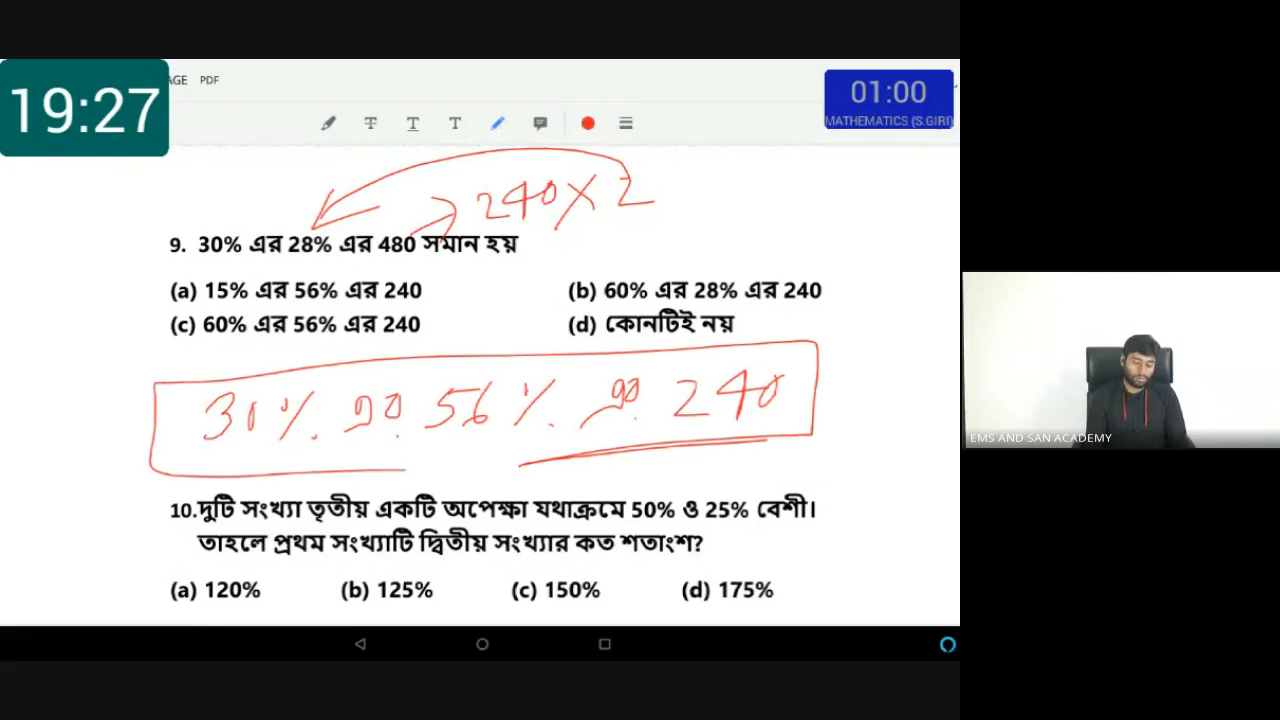 19:27
AGE PDF
01:00
MATHEMATICS (S.GIRI)
T T T
→ 240 × 2
9. 30% এর 28% এর 480 সমান হয়
(a) 15% এর 56% এর 240 (b) 60% এর 28% এর 240
(c) 60% এর 56% এর 240 (d) কোনটিই নয়
30% এর 56% এর 240
10.দুটি সংখ্যা তৃতীয় একটি অপেক্ষা যথাক্রমে 50% ও 25% বেশী।
তাহলে প্রথম সংখ্যাটি দ্বিতীয় সংখ্যার কত শতাংশ?
(a) 120% (b) 125% (c) 150% (d) 175%
EMS AND SAN ACADEMY